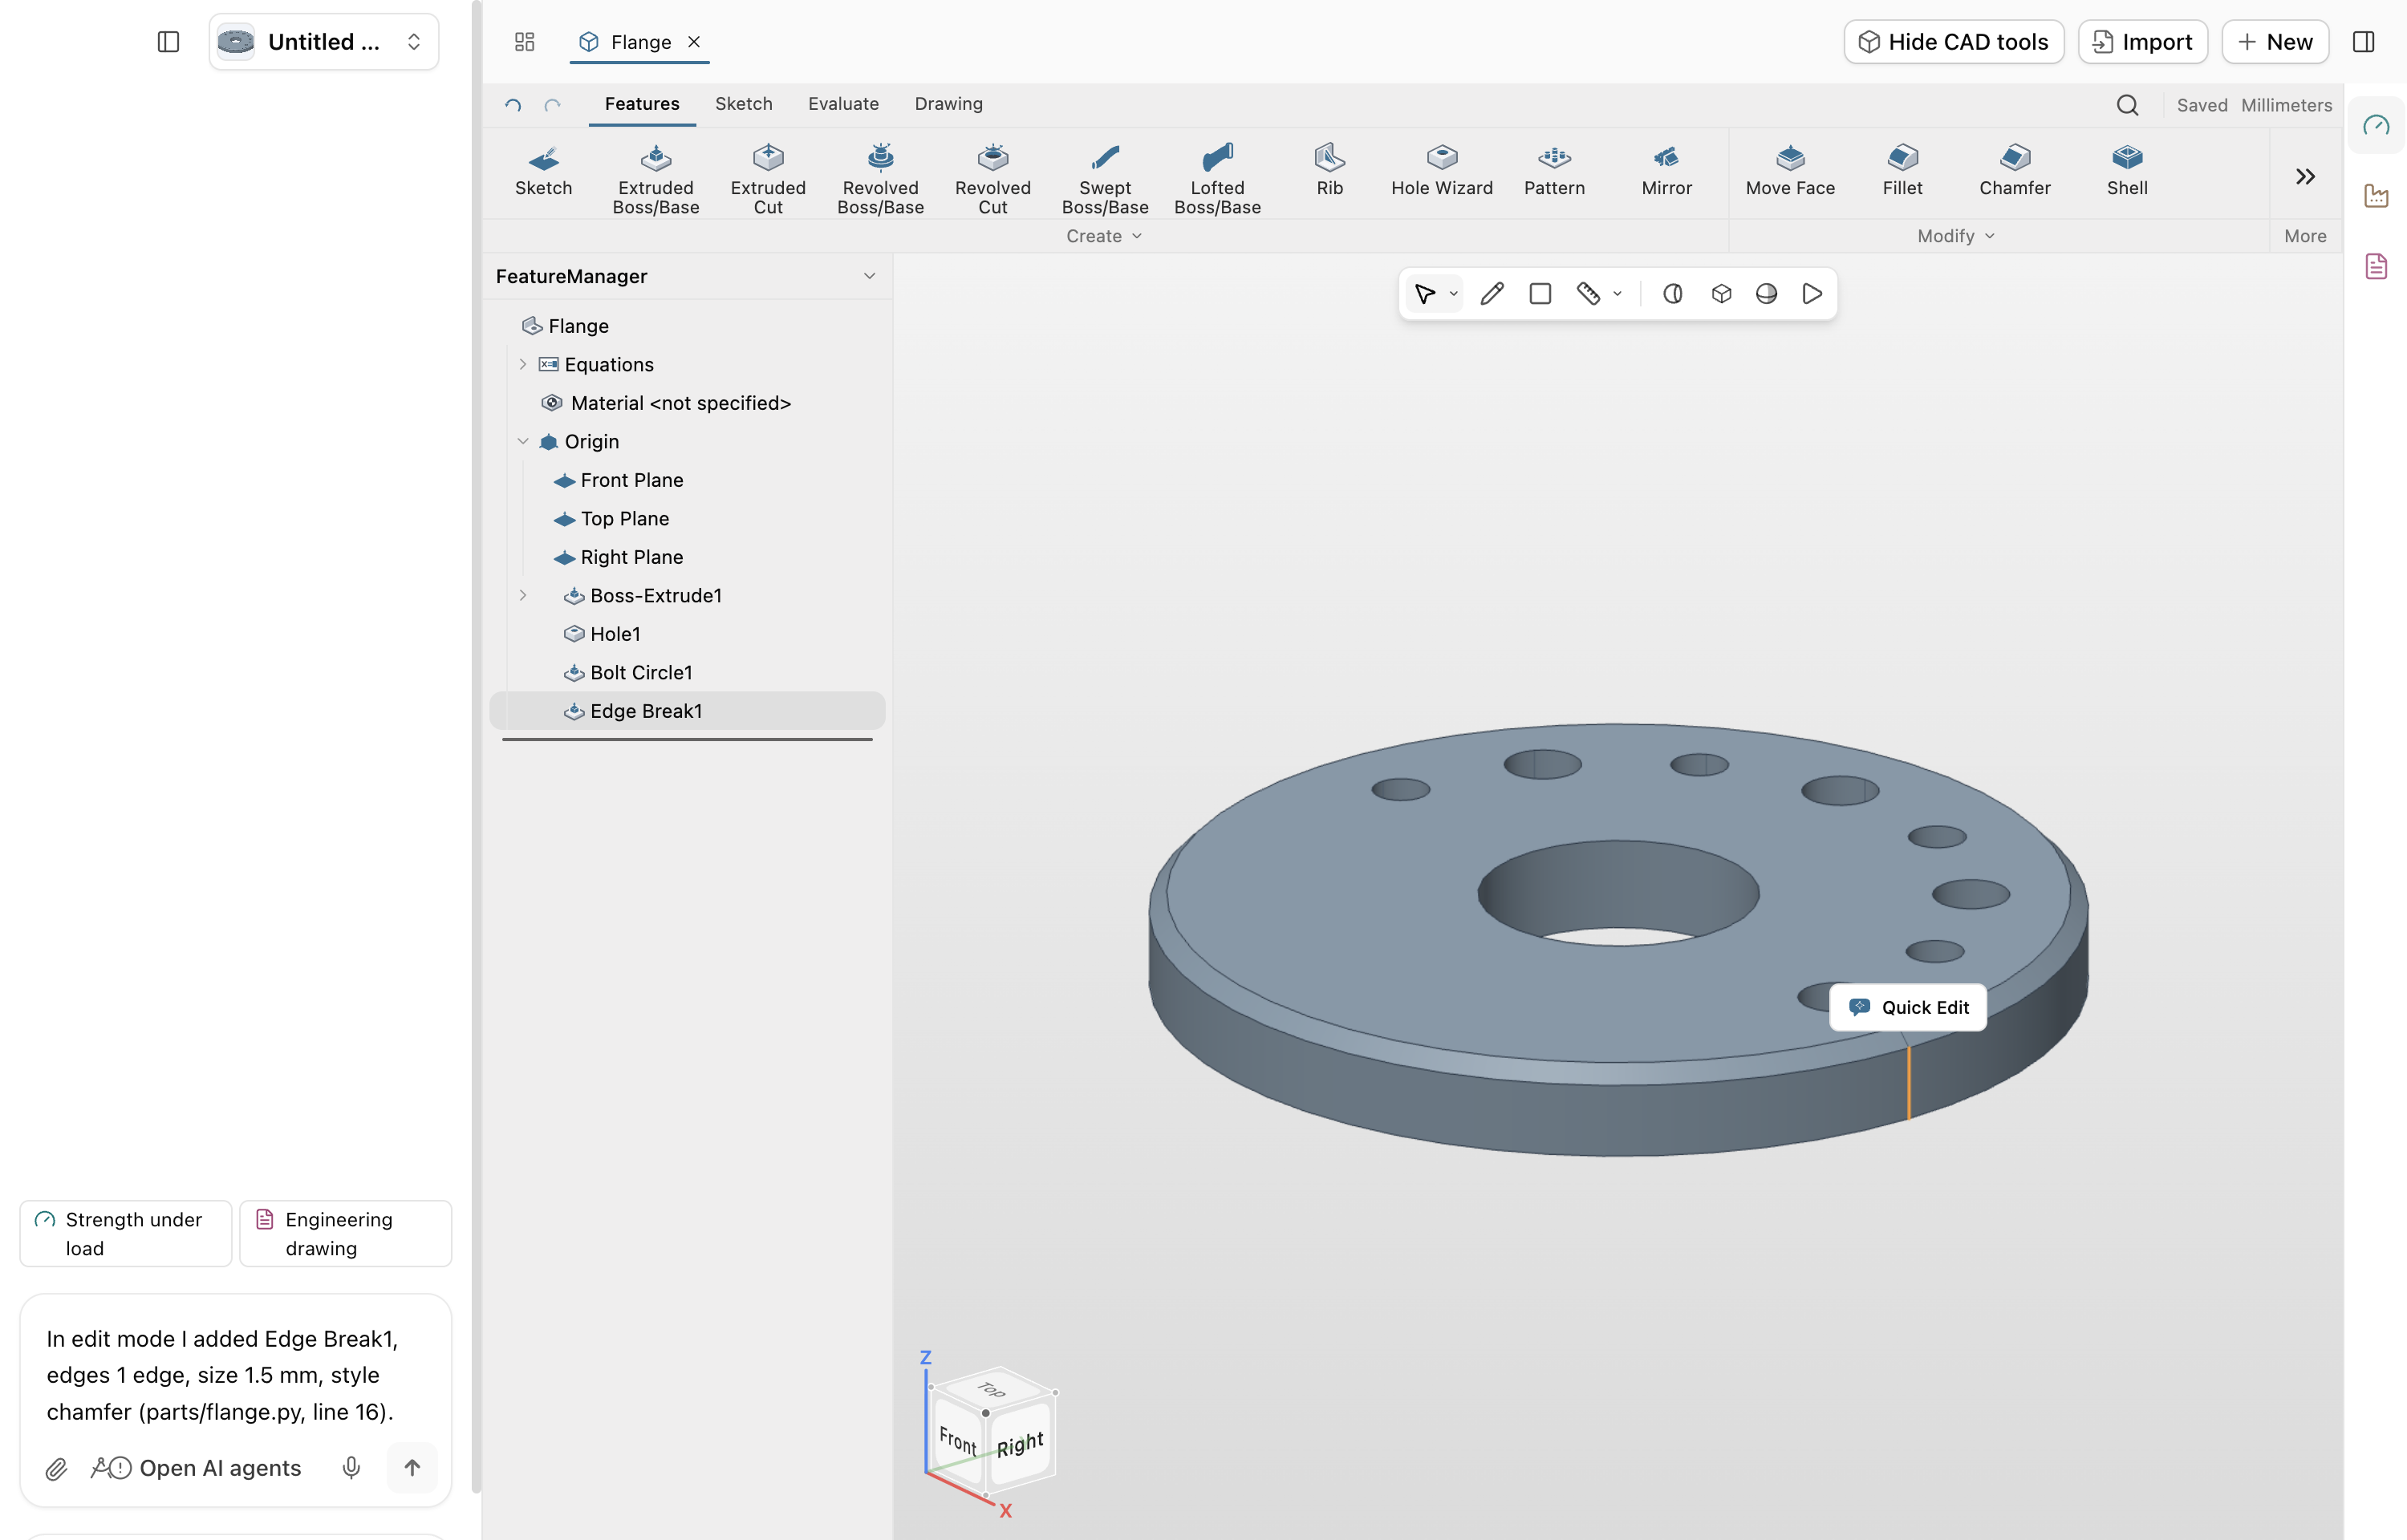 Untitled ...
Flange
Hide CAD tools
Import
New
Features
Sketch
Evaluate
Drawing
Saved
Millimeters
Sketch
Extruded
Boss/Base
Extruded
Cut
Revolved
Boss/Base
Revolved
Cut
Swept
Boss/Base
Lofted
Boss/Base
Rib
Hole Wizard
Pattern
Mirror
Move Face
Fillet
Chamfer
Shell
Create
Modify
More
FeatureManager
Flange
Equations
Material <not specified>
Origin
Front Plane
Top Plane
Right Plane
Boss-Extrude1
Hole1
Bolt Circle1
Edge Break1
Quick Edit
Z
Top
Front
Right
X
Strength under
load
Engineering
drawing
In edit mode I added Edge Break1,
edges 1 edge, size 1.5 mm, style
chamfer (parts/flange.py, line 16).
Open AI agents